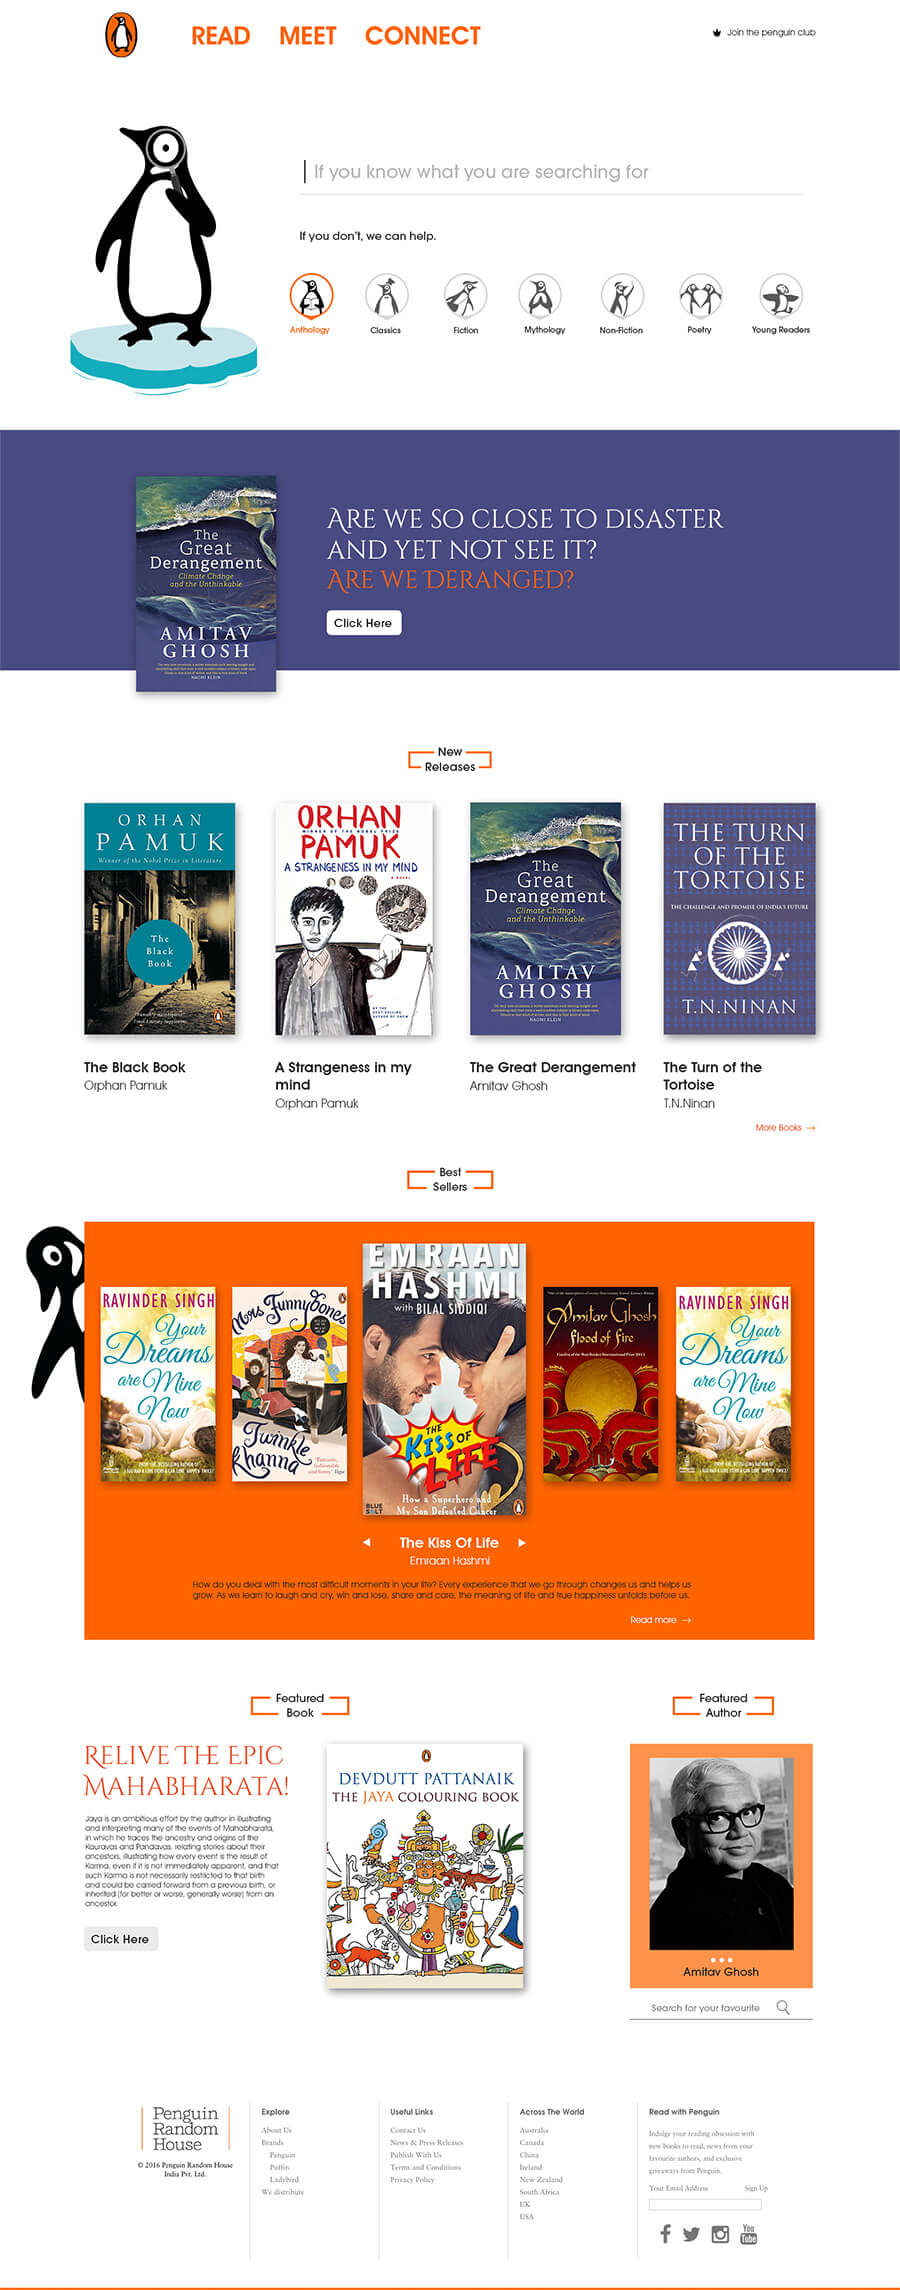 READ MEET CONNECT
Join the penguin club
If you know what you are searching for
If you don't, we can help.
Anthology Classics Fiction Mythology Non-Fiction Poetry Young Readers
The
Great
Derangement
Climate Change
and the Unthinkable
AMITAV
GHOSH
NAOMI KLEIN
ARE WE SO CLOSE TO DISASTER
AND YET NOT SEE IT?
ARE WE DERANGED?
Click Here
New
Releases
ORHAN
PAMUK
Winner of the Nobel Prize in Literature
The
Black
Book
ORHAN
WINNER OF THE NOBEL PRIZE
PAMUK
A STRANGENESS IN MY MIND
A NOVEL
BY THE
BEST-SELLING
AUTHOR OF SNOW
The
Great
Derangement
Climate Change
and the Unthinkable
AMITAV
GHOSH
NAOMI KLEIN
THE TURN
OF THE
TORTOISE
THE CHALLENGE AND PROMISE OF INDIA'S FUTURE
T.N.NINAN
The Black Book
Orphan Pamuk
A Strangeness in my
mind
Orphan Pamuk
The Great Derangement
Amitav Ghosh
The Turn of the
Tortoise
T.N.Ninan
More Books →
Best
Sellers
RAVINDER SINGH
Your
Dreams
are Mine
Now
Mrs Funnybones
Twinkle
Khanna
EMRAAN
HASHMI
with BILAL SIDDIQI
THE
KISS OF
LIFE
How a Superhero and
My Son Defeated Cancer
BLUE
SALT
Amitav Ghosh
Flood of Fire
RAVINDER SINGH
Your
Dreams
are Mine
Now
The Kiss Of Life
Emraan Hashmi
How do you deal with the most difficult moments in your life? Every experience that we go through changes us and helps us
grow. As we learn to laugh and cry, win and lose, share and care, the meaning of life and true happiness unfolds before us.
Read more →
Featured
Book
RELIVE THE EPIC
MAHABHARATA!
Jaya is an ambitious effort by the author in illustrating
and interpreting many of the events of Mahabharata,
in which he traces the ancestry and origins of the
Kauravas and Pandavas, relating stories about their
ancestors, illustrating how every event is the result of
Karma, even if it is not immediately apparent, and that
such Karma is not necessarily restricted to that birth
and could be carried forward from a previous birth, or
inherited (for better or worse, generally worse) from an
ancestor.
Click Here
DEVDUTT PATTANAIK
THE JAYA COLOURING BOOK
Featured
Author
Amitav Ghosh
Search for your favourite
Penguin
Random
House
© 2016 Penguin Random House
India Pvt. Ltd.
Explore
About Us
Brands
Penguin
Puffin
Ladybird
We distribute
Useful Links
Contact Us
News & Press Releases
Publish With Us
Terms and Conditions
Privacy Policy
Across The World
Australia
Canada
China
Ireland
New Zealand
South Africa
UK
USA
Read with Penguin
Indulge your reading obsession with
new books to read, news from your
favourite authors, and exclusive
giveaways from Penguin.
Your Email Address Sign Up
You
Tube